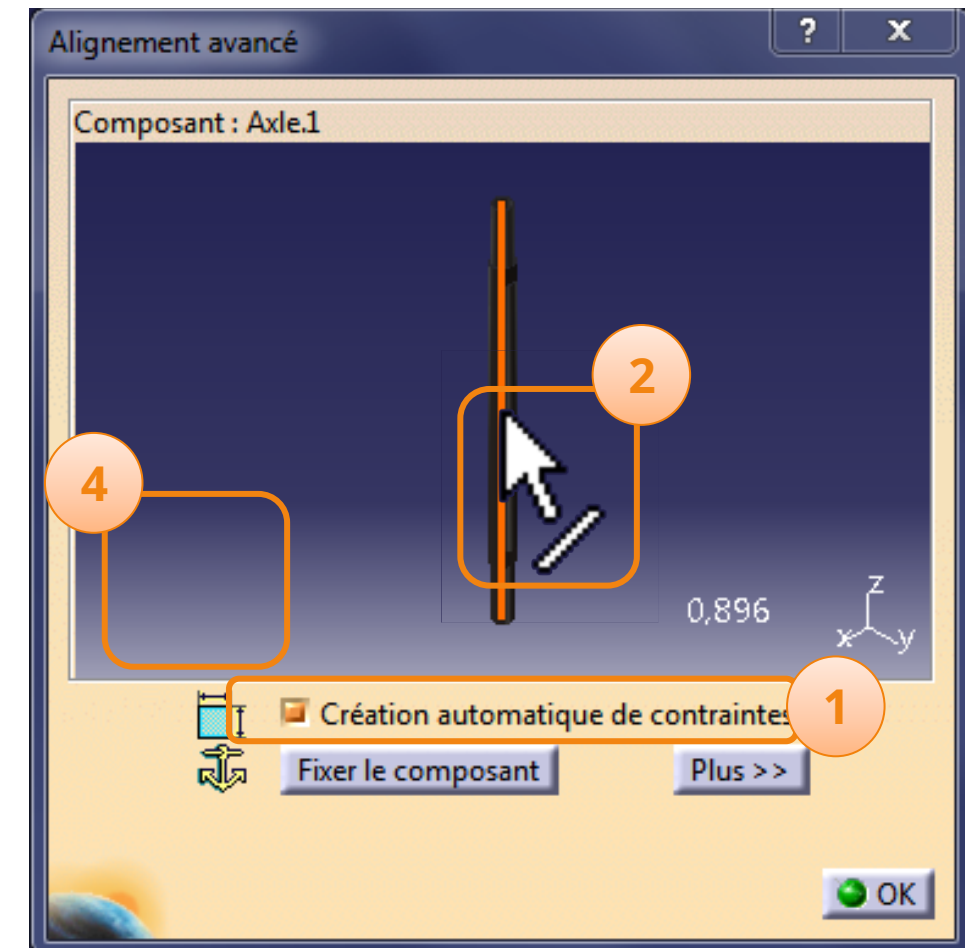 Alignement avancé
? x
Composant : Axle.1
2
4
0,896
z
x y
Création automatique de contraintes
1
Fixer le composant Plus >>
OK